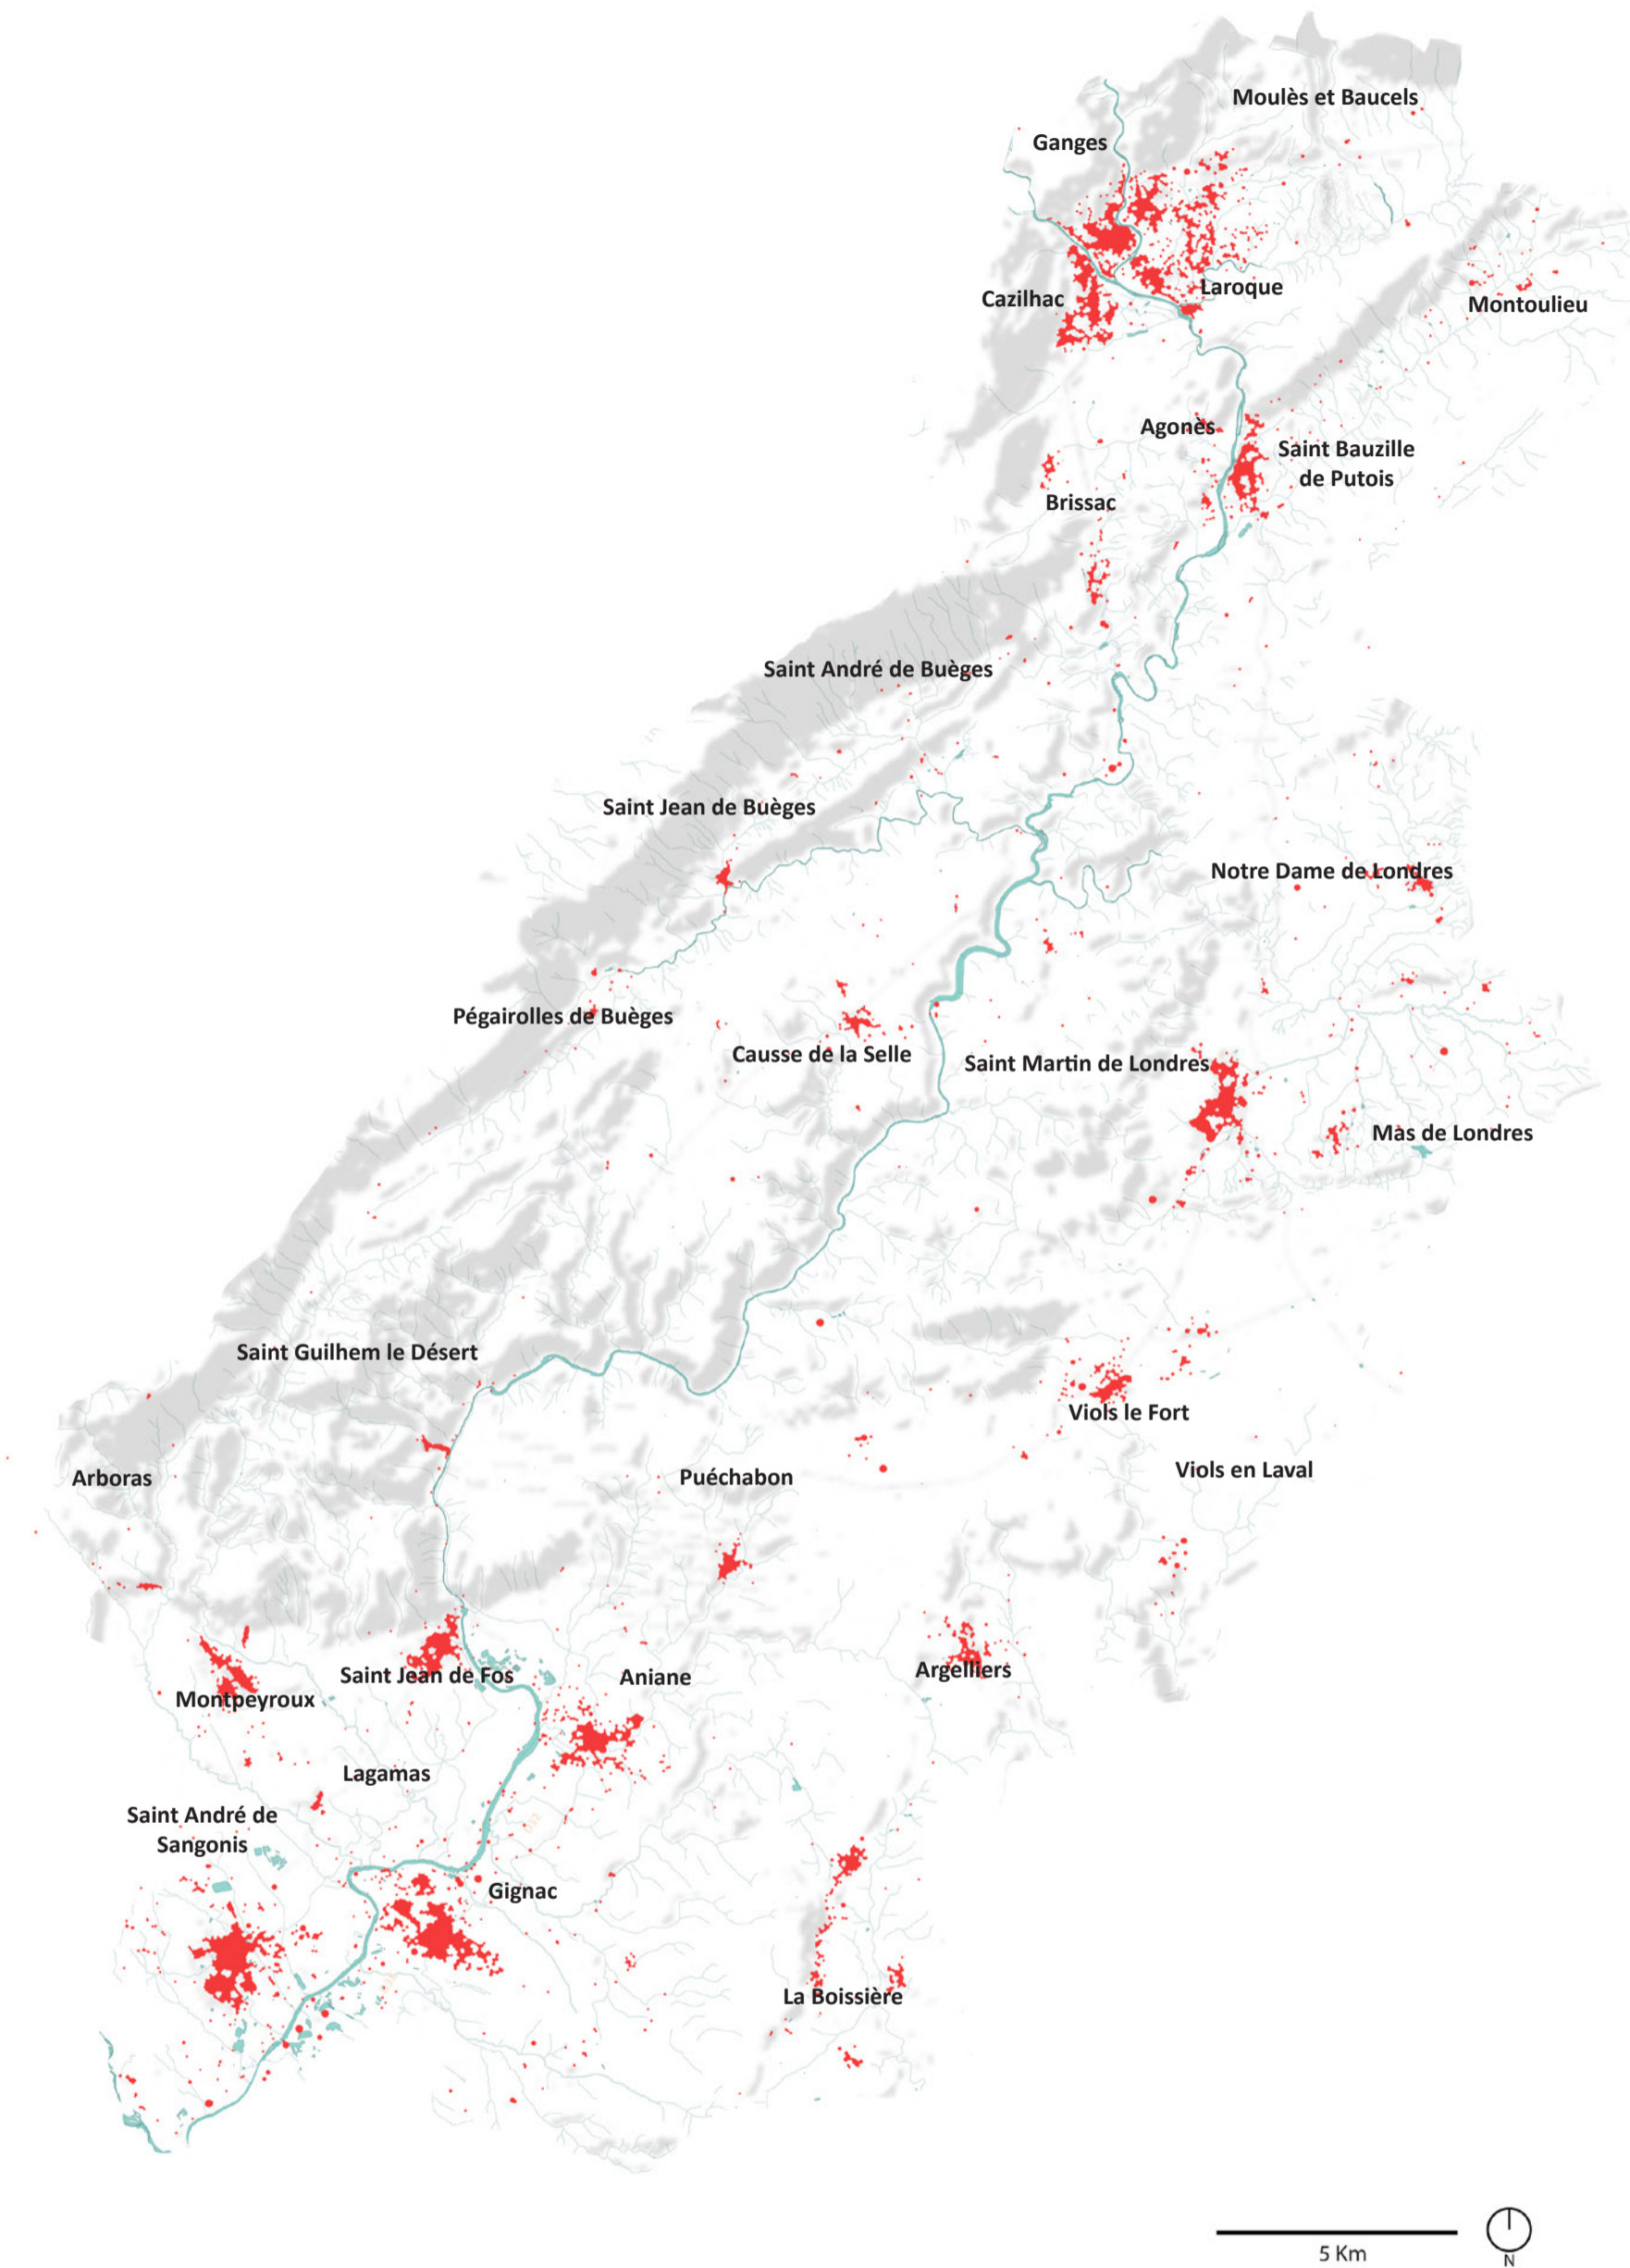 Moulès et Baucels
Ganges
Laroque
Cazilhac
Montoulieu
Agonès
Saint Bauzille
de Putois
Brissac
Saint André de Buèges
Saint Jean de Buèges
Notre Dame de Londres
Pégairolles de Buèges
Causse de la Selle
Saint Martin de Londres
Mas de Londres
Saint Guilhem le Désert
Viols le Fort
Viols en Laval
Arboras
Puéchabon
Argelliers
Saint Jean de Fos
Aniane
Montpeyroux
Lagamas
Saint André de
Sangonis
Gignac
La Boissière
5 Km
N